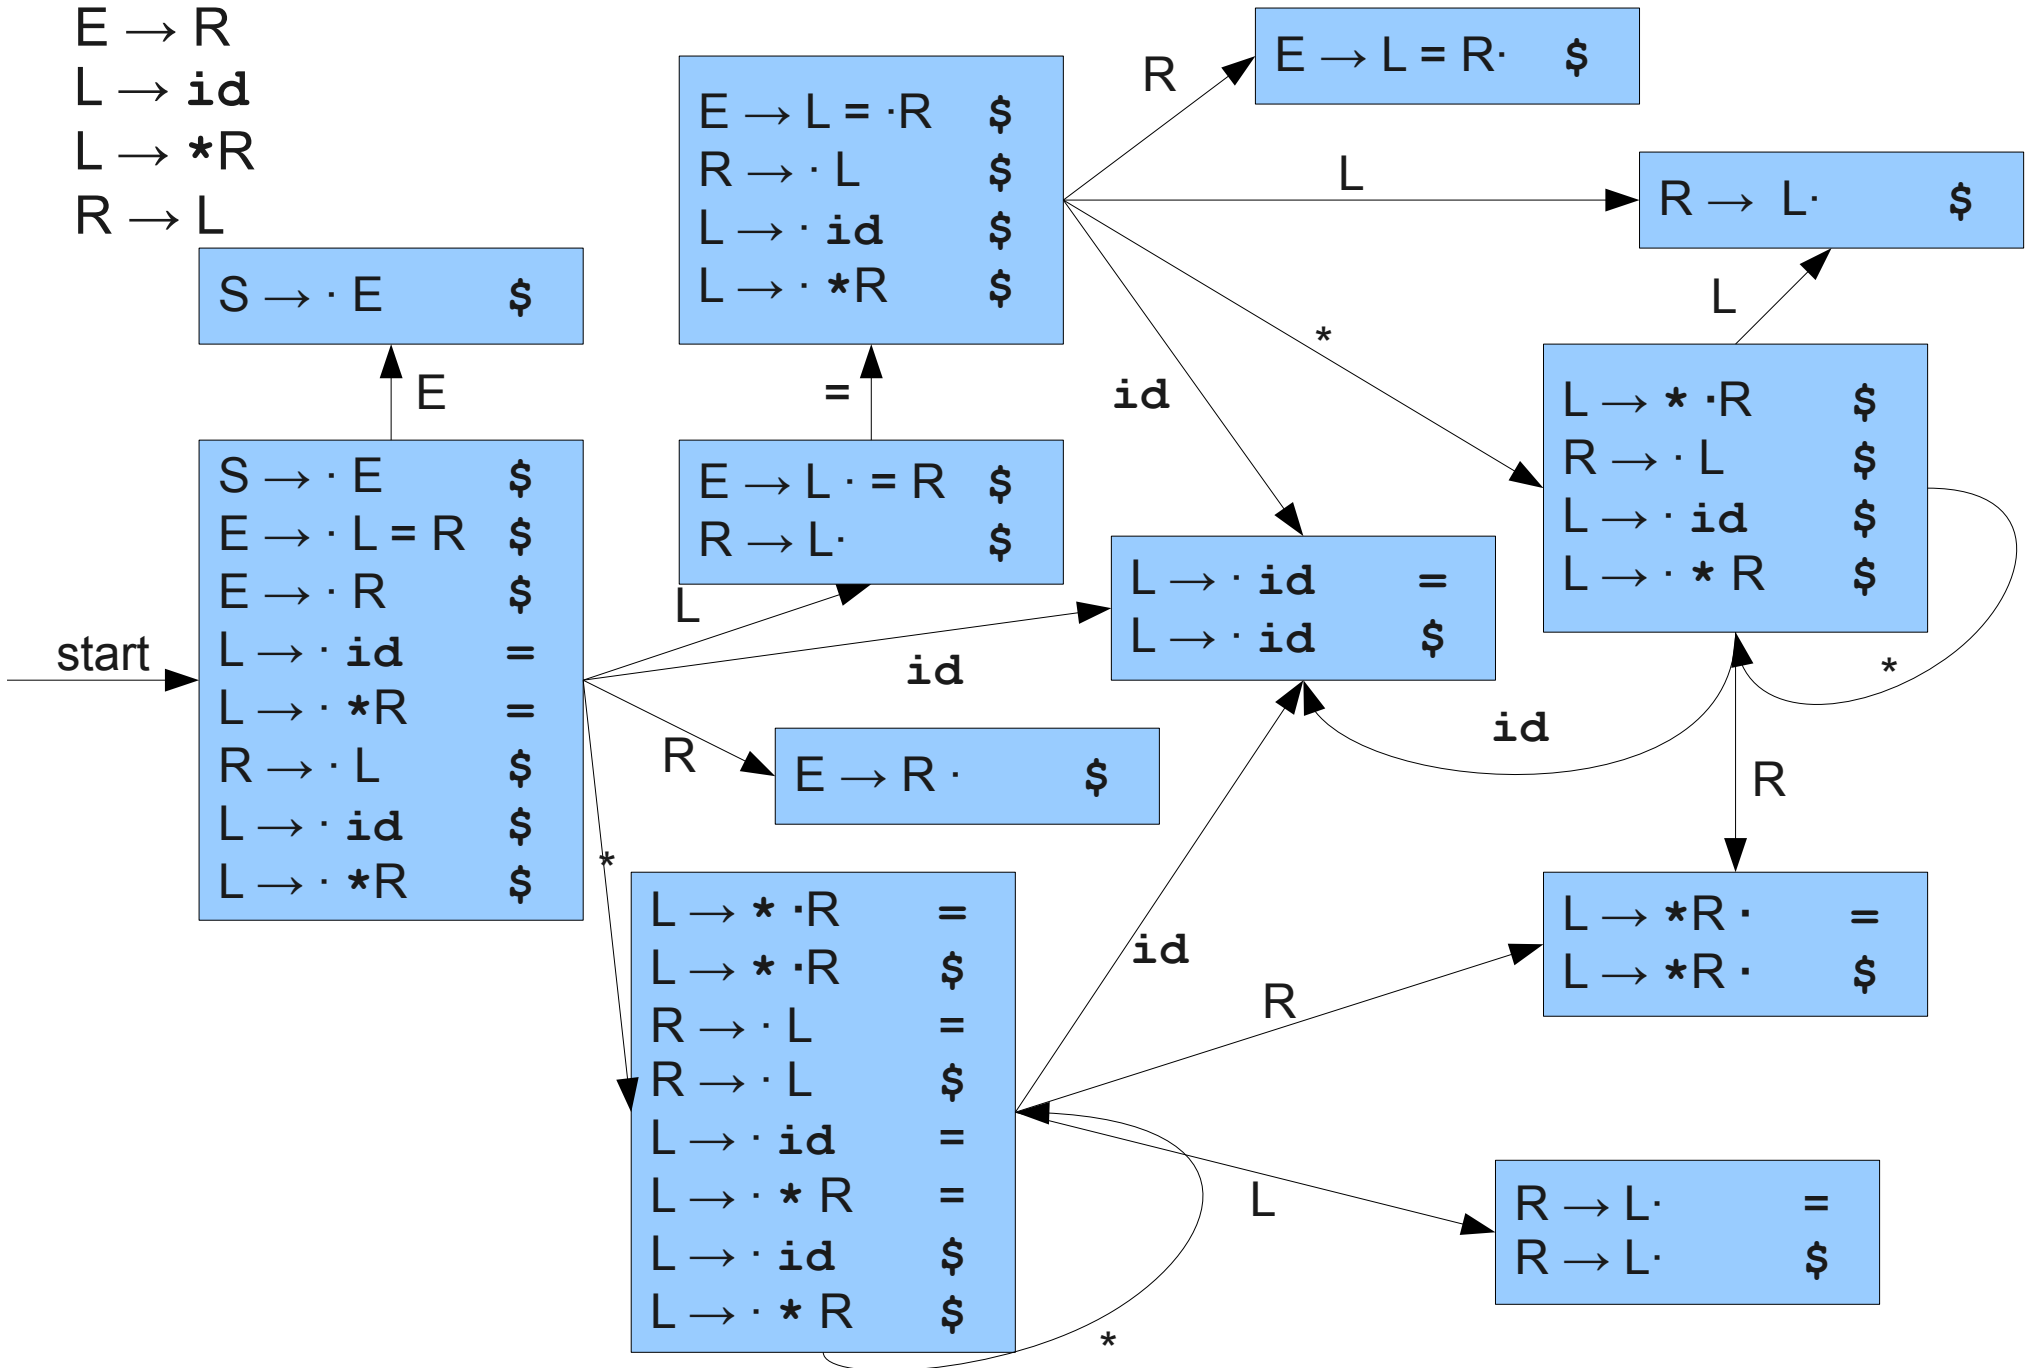 E → R
L → id
L → *R
R → L
S → · E $
E
start
S → · E $
E → · L = R $
E → · R $
L → · id =
L → · *R =
R → · L $
L → · id $
L → · *R $
E → L = ·R $
R → · L $
L → · id $
L → · *R $
=
E → L · = R $
R → L· $
L
id
R
*
E → R · $
L → * ·R =
L → * ·R $
R → · L =
R → · L $
L → · id =
L → · * R =
L → · id $
L → · * R $
*
R
E → L = R· $
L
R → L· $
*
id
L
L → · id =
L → · id $
L → * ·R $
R → · L $
L → · id $
L → · * R $
*
id
R
id
R
L → *R · =
L → *R · $
L
R → L· =
R → L· $